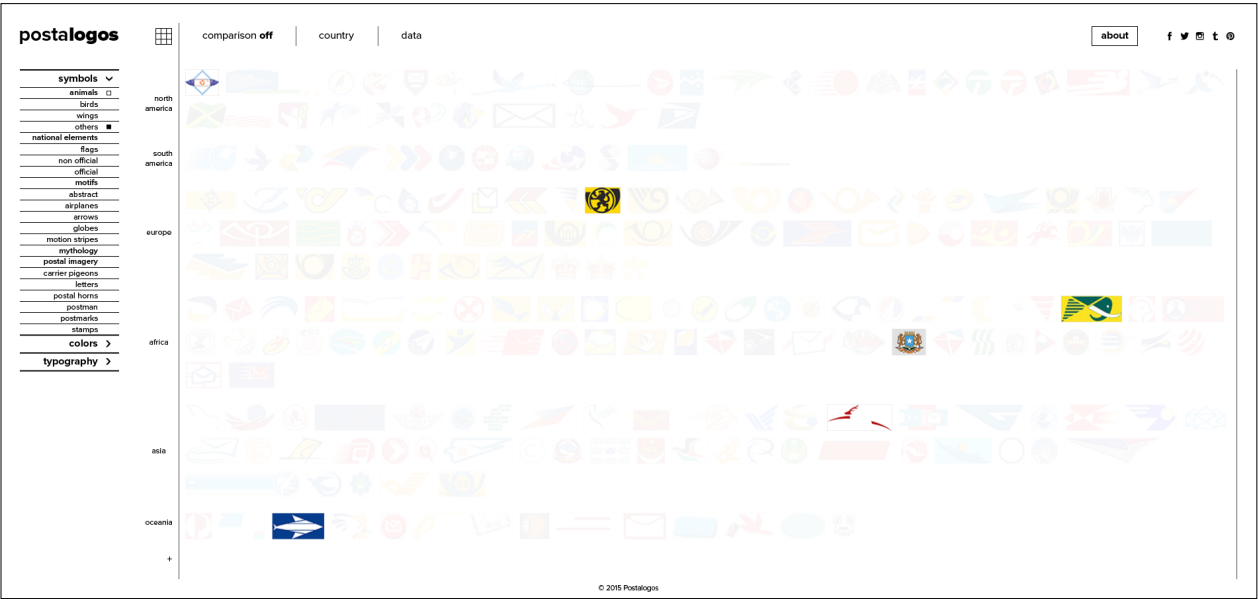 postalogos
comparison off
country
data
about
symbols
animals
birds
wings
others
national elements
flags
non official
official
motifs
abstract
airplanes
arrows
globes
motion stripes
mythology
postal imagery
carrier pigeons
letters
postal horns
postman
postmarks
stamps
colors
typography
north
america
south
america
europe
africa
asia
oceania
+
© 2015 Postalogos